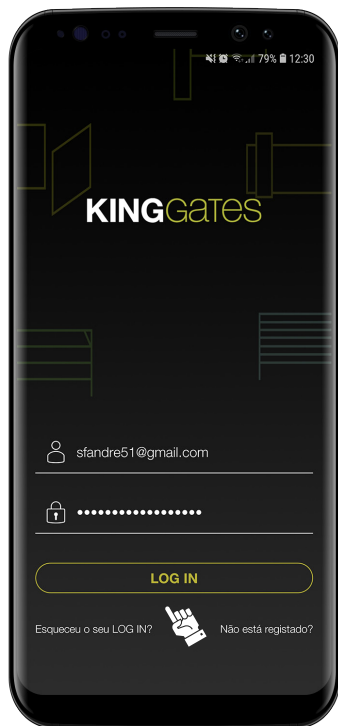 79% 12:30
KINGGATES
sfandre51@gmail.com
••••••••••••••••••
LOG IN
Esqueceu o seu LOG IN? Não está registado?